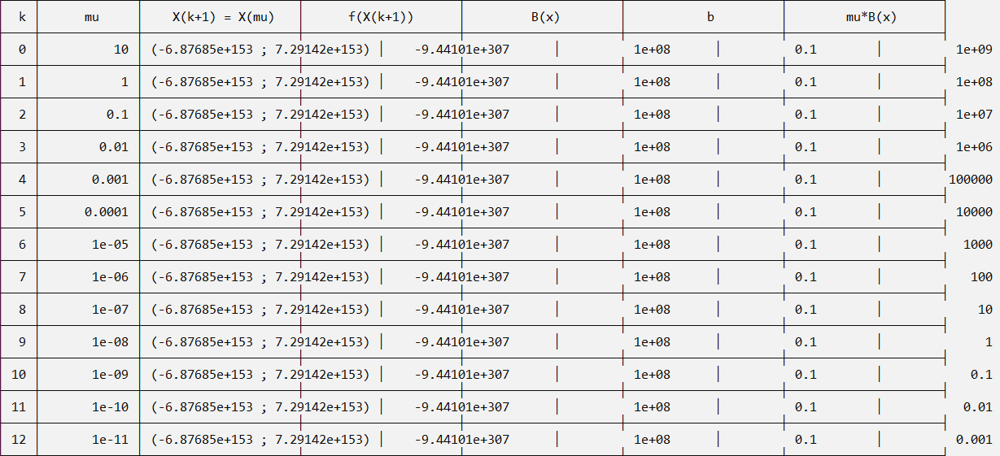 k mu X(k+1) = X(mu) f(X(k+1)) B(x) b mu*B(x)
0 10 (-6.87685e+153 ; 7.29142e+153) -9.44101e+307 1e+08 0.1 1e+09
1 1 (-6.87685e+153 ; 7.29142e+153) -9.44101e+307 1e+08 0.1 1e+08
2 0.1 (-6.87685e+153 ; 7.29142e+153) -9.44101e+307 1e+08 0.1 1e+07
3 0.01 (-6.87685e+153 ; 7.29142e+153) -9.44101e+307 1e+08 0.1 1e+06
4 0.001 (-6.87685e+153 ; 7.29142e+153) -9.44101e+307 1e+08 0.1 100000
5 0.0001 (-6.87685e+153 ; 7.29142e+153) -9.44101e+307 1e+08 0.1 10000
6 1e-05 (-6.87685e+153 ; 7.29142e+153) -9.44101e+307 1e+08 0.1 1000
7 1e-06 (-6.87685e+153 ; 7.29142e+153) -9.44101e+307 1e+08 0.1 100
8 1e-07 (-6.87685e+153 ; 7.29142e+153) -9.44101e+307 1e+08 0.1 10
9 1e-08 (-6.87685e+153 ; 7.29142e+153) -9.44101e+307 1e+08 0.1 1
10 1e-09 (-6.87685e+153 ; 7.29142e+153) -9.44101e+307 1e+08 0.1 0.1
11 1e-10 (-6.87685e+153 ; 7.29142e+153) -9.44101e+307 1e+08 0.1 0.01
12 1e-11 (-6.87685e+153 ; 7.29142e+153) -9.44101e+307 1e+08 0.1 0.001